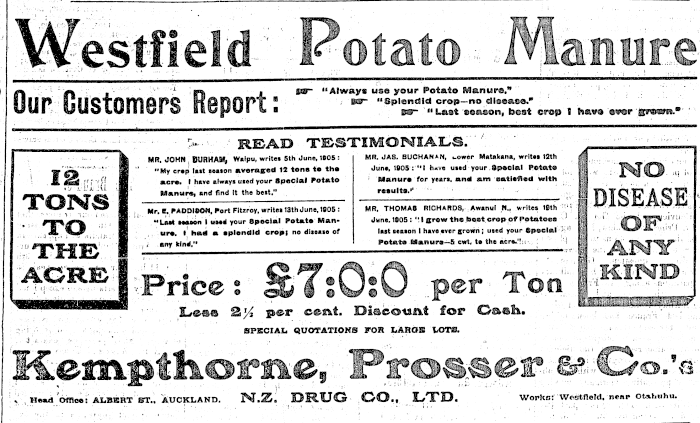 Westfield Potato Manure
Our Customers Report:
"Always use your Potato Manure."
"Splendid crop—no disease."
"Last season, best crop I have ever grown."
READ TESTIMONIALS.
12
TONS
TO
THE
ACRE
MR. JOHN BURHAM, Waipu, writes 5th June, 1905:
"My crop last season averaged 12 tons to the
acre. I have always used your Special Potato
Manure, and find it the best."
Mr. E. PADDISON, Port Fitzroy, writes 13th June, 1905:
"Last season I used your Special Potato Man-
ure. I had a splendid crop; no disease of
any kind."
MR. JAS. BUCHANAN, Lower Matakana, writes 12th
June, 1905: "I have used your Special Potato
Manure for years, and am satisfied with
results."
MR. THOMAS RICHARDS, Awanui N., writes 19th
June, 1905: "I grow the best crop of Potatoes
last season I have ever grown; used your Special
Potato Manure—5 cwt. to the acre."
NO
DISEASE
OF
ANY
KIND
Price: £7:0:0 per Ton
Less 2½ per cent. Discount for Cash.
SPECIAL QUOTATIONS FOR LARGE LOTS.
Kempthorne, Prosser & Co.'s
Head Office: ALBERT ST., AUCKLAND. N.Z. DRUG CO., LTD. Works: Westfield, near Otahuhu.